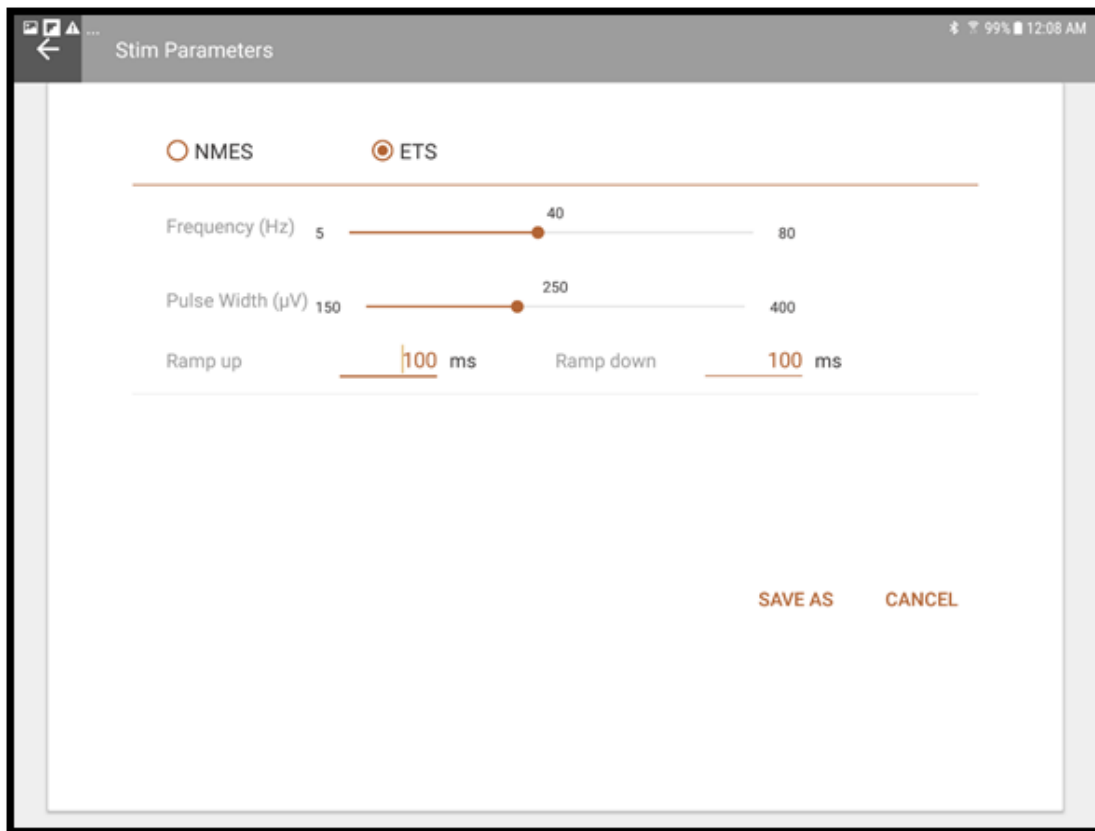 ... 99% 12:08 AM
Stim Parameters
NMES ETS
Frequency (Hz) 5 40 80
Pulse Width (µV) 150 250 400
Ramp up 100 ms Ramp down 100 ms
SAVE AS CANCEL